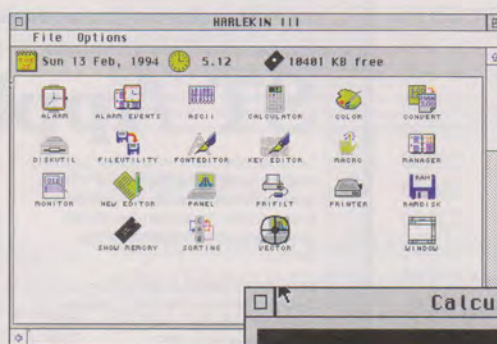 HARLEKIN III
File Options
Sun 13 Feb, 1994 5.12 10401 KB free
ALARM ALARM EVENTS ASCII CALCULATOR COLOR CONVERT
DISKUTIL FILEUTILITY FONTEDITOR KEY EDITOR MACRO MANAGER
MONITOR NEW EDITOR PANEL PRIFILT PRINTER RAMDISK
SHOW MEMORY SORTING VECTOR WINDOW
Calcu